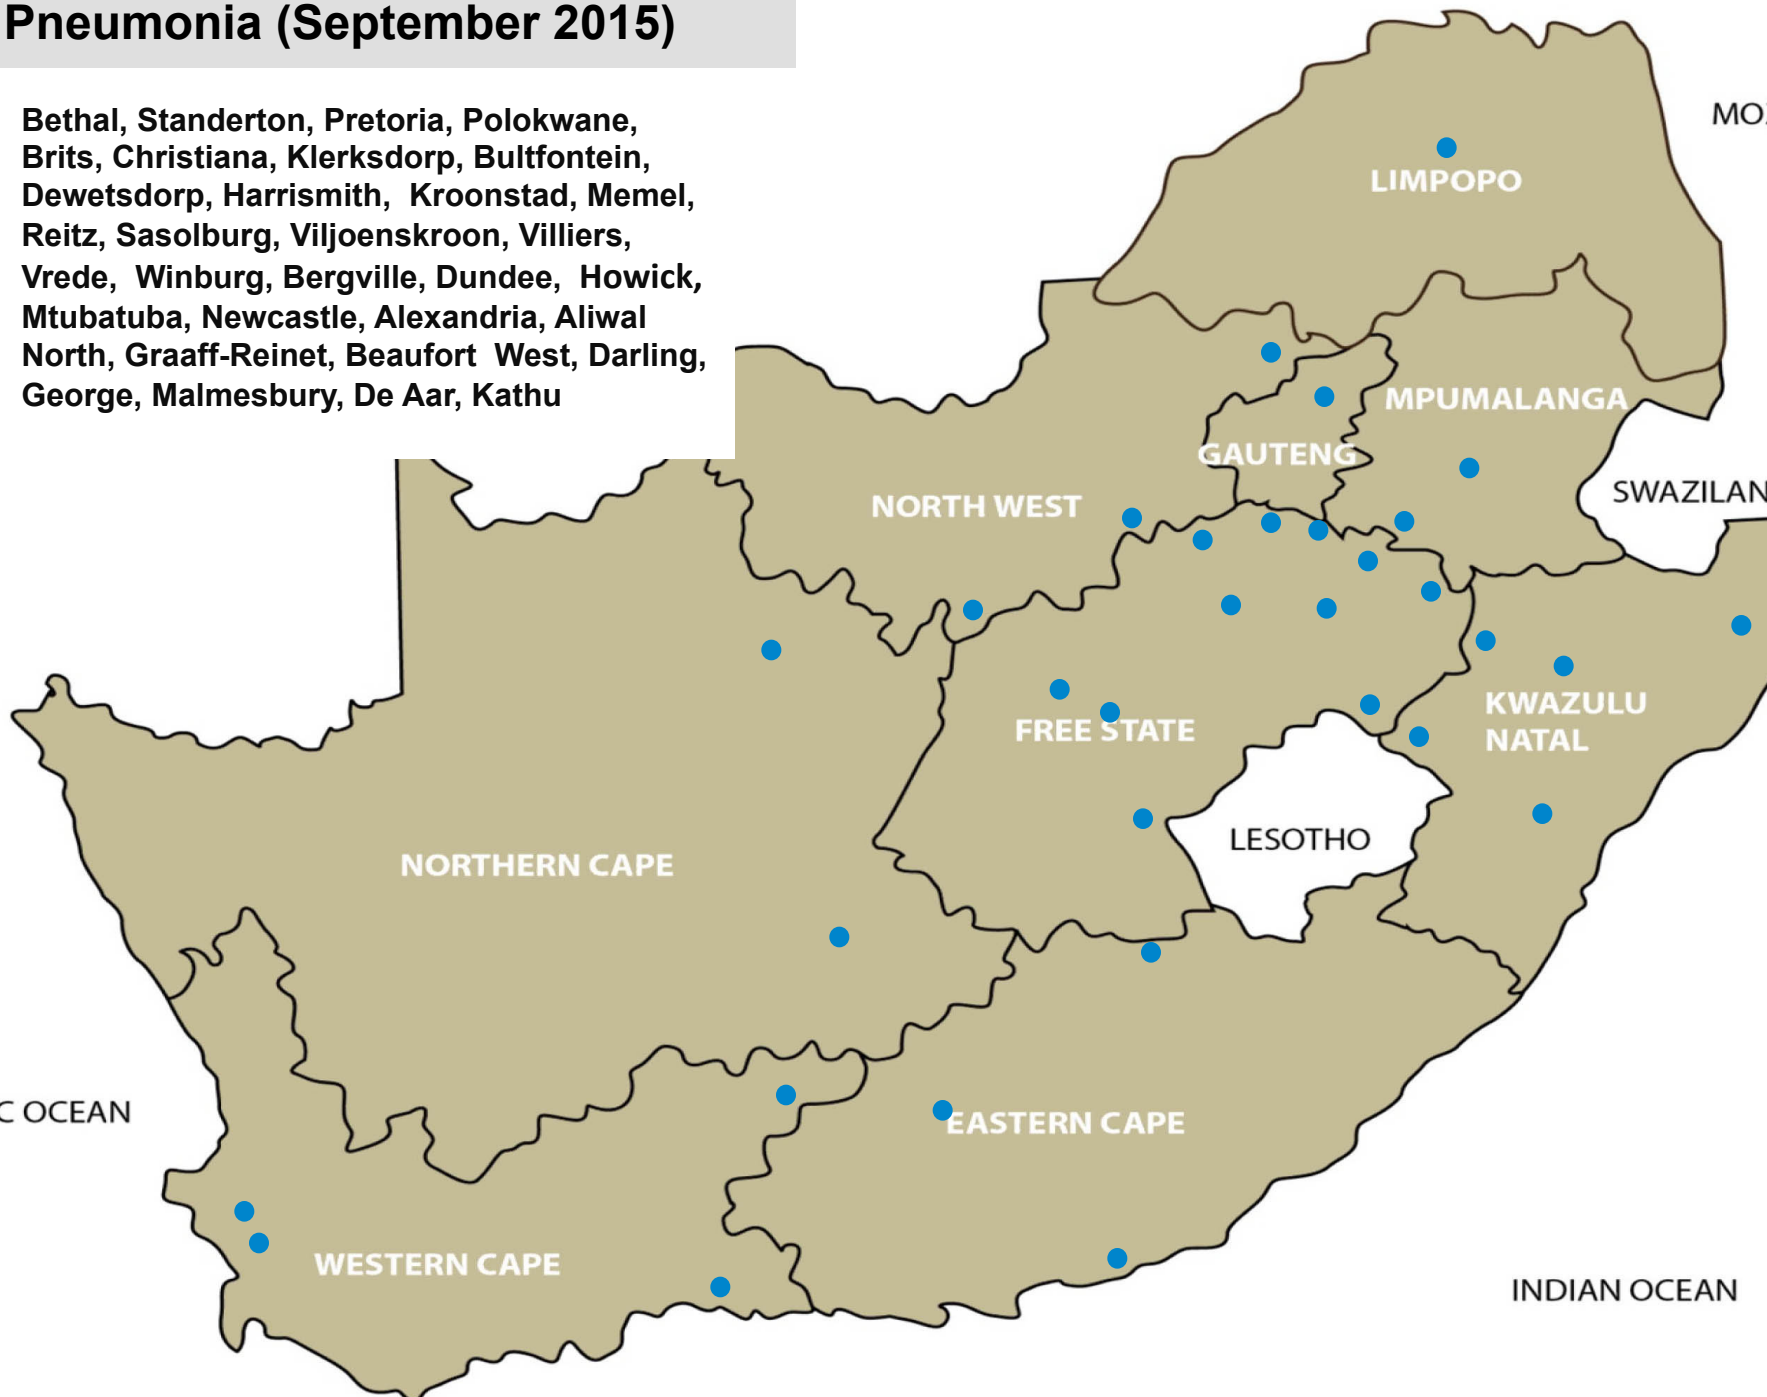 Pneumonia (September 2015)
Bethal, Standerton, Pretoria, Polokwane,
Brits, Christiana, Klerksdorp, Bultfontein,
Dewetsdorp, Harrismith, Kroonstad, Memel,
Reitz, Sasolburg, Viljoenskroon, Villiers,
Vrede, Winburg, Bergville, Dundee, Howick,
Mtubatuba, Newcastle, Alexandria, Aliwal
North, Graaff-Reinet, Beaufort West, Darling,
George, Malmesbury, De Aar, Kathu
MOZ
LIMPOPO
MPUMALANGA
GAUTENG
SWAZILAN
NORTH WEST
KWAZULU
NATAL
FREE STATE
LESOTHO
NORTHERN CAPE
C OCEAN
EASTERN CAPE
WESTERN CAPE
INDIAN OCEAN